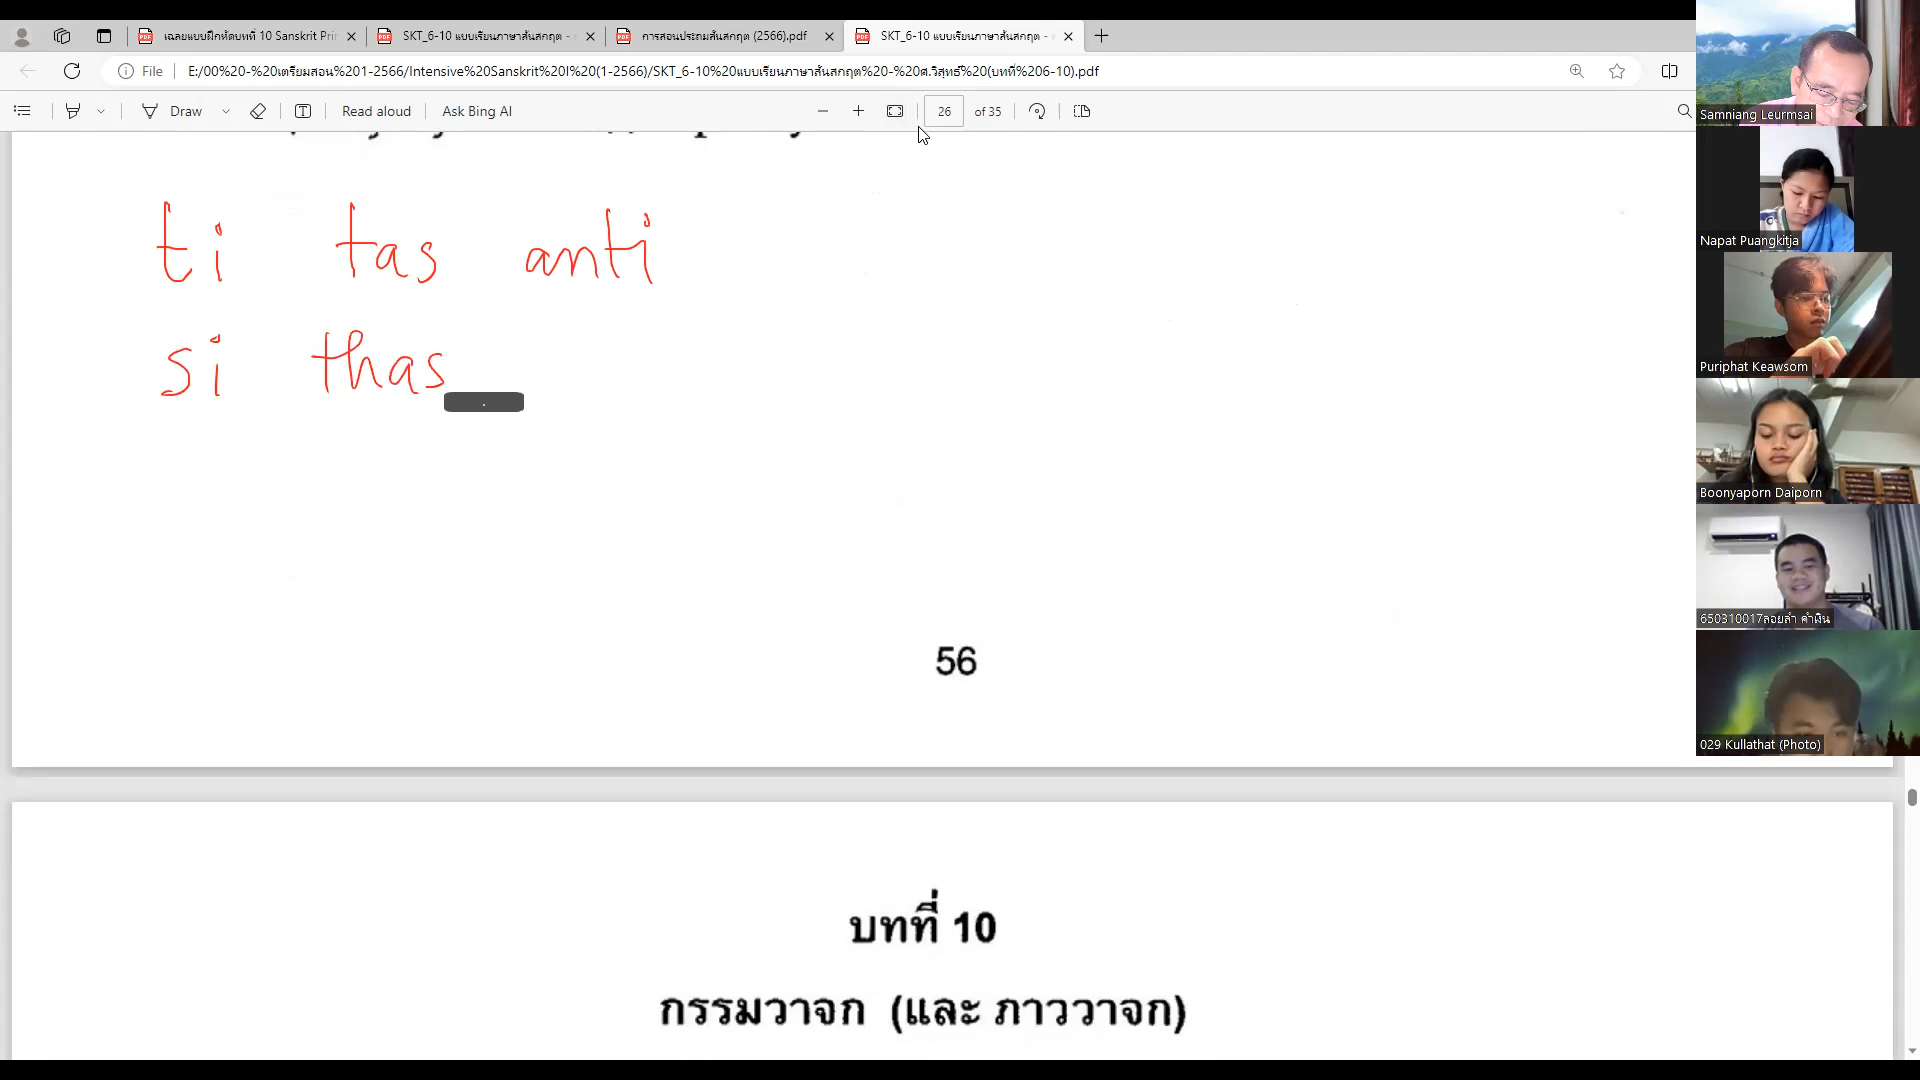 เฉลยแบบฝึกหัดบทที่ 10 Sanskrit Pri
SKT_6-10 แบบเรียนภาษาสันสกฤต -
การสอนประถมสันสกฤต (2566).pdf
SKT_6-10 แบบเรียนภาษาสันสกฤต -
File
E:/00%20-%20เตรียมสอน%201-2566/Intensive%20Sanskrit%20I%20(1-2566)/SKT_6-10%20แบบเรียนภาษาสันสกฤต%20-%20ศ.วิสุทธ์%20(บทที่%206-10).pdf
Draw
Read aloud
Ask Bing AI
26 of 35
ti tas anti
si thas
56
บทที่ 10
กรรมวาจก (และ ภาววาจก)
Samniang Leurmsai
Napat Puangkitja
Puriphat Keawsom
Boonyaporn Daiporn
650310017ลอยลำ คำฝัน
029 Kullathat (Photo)